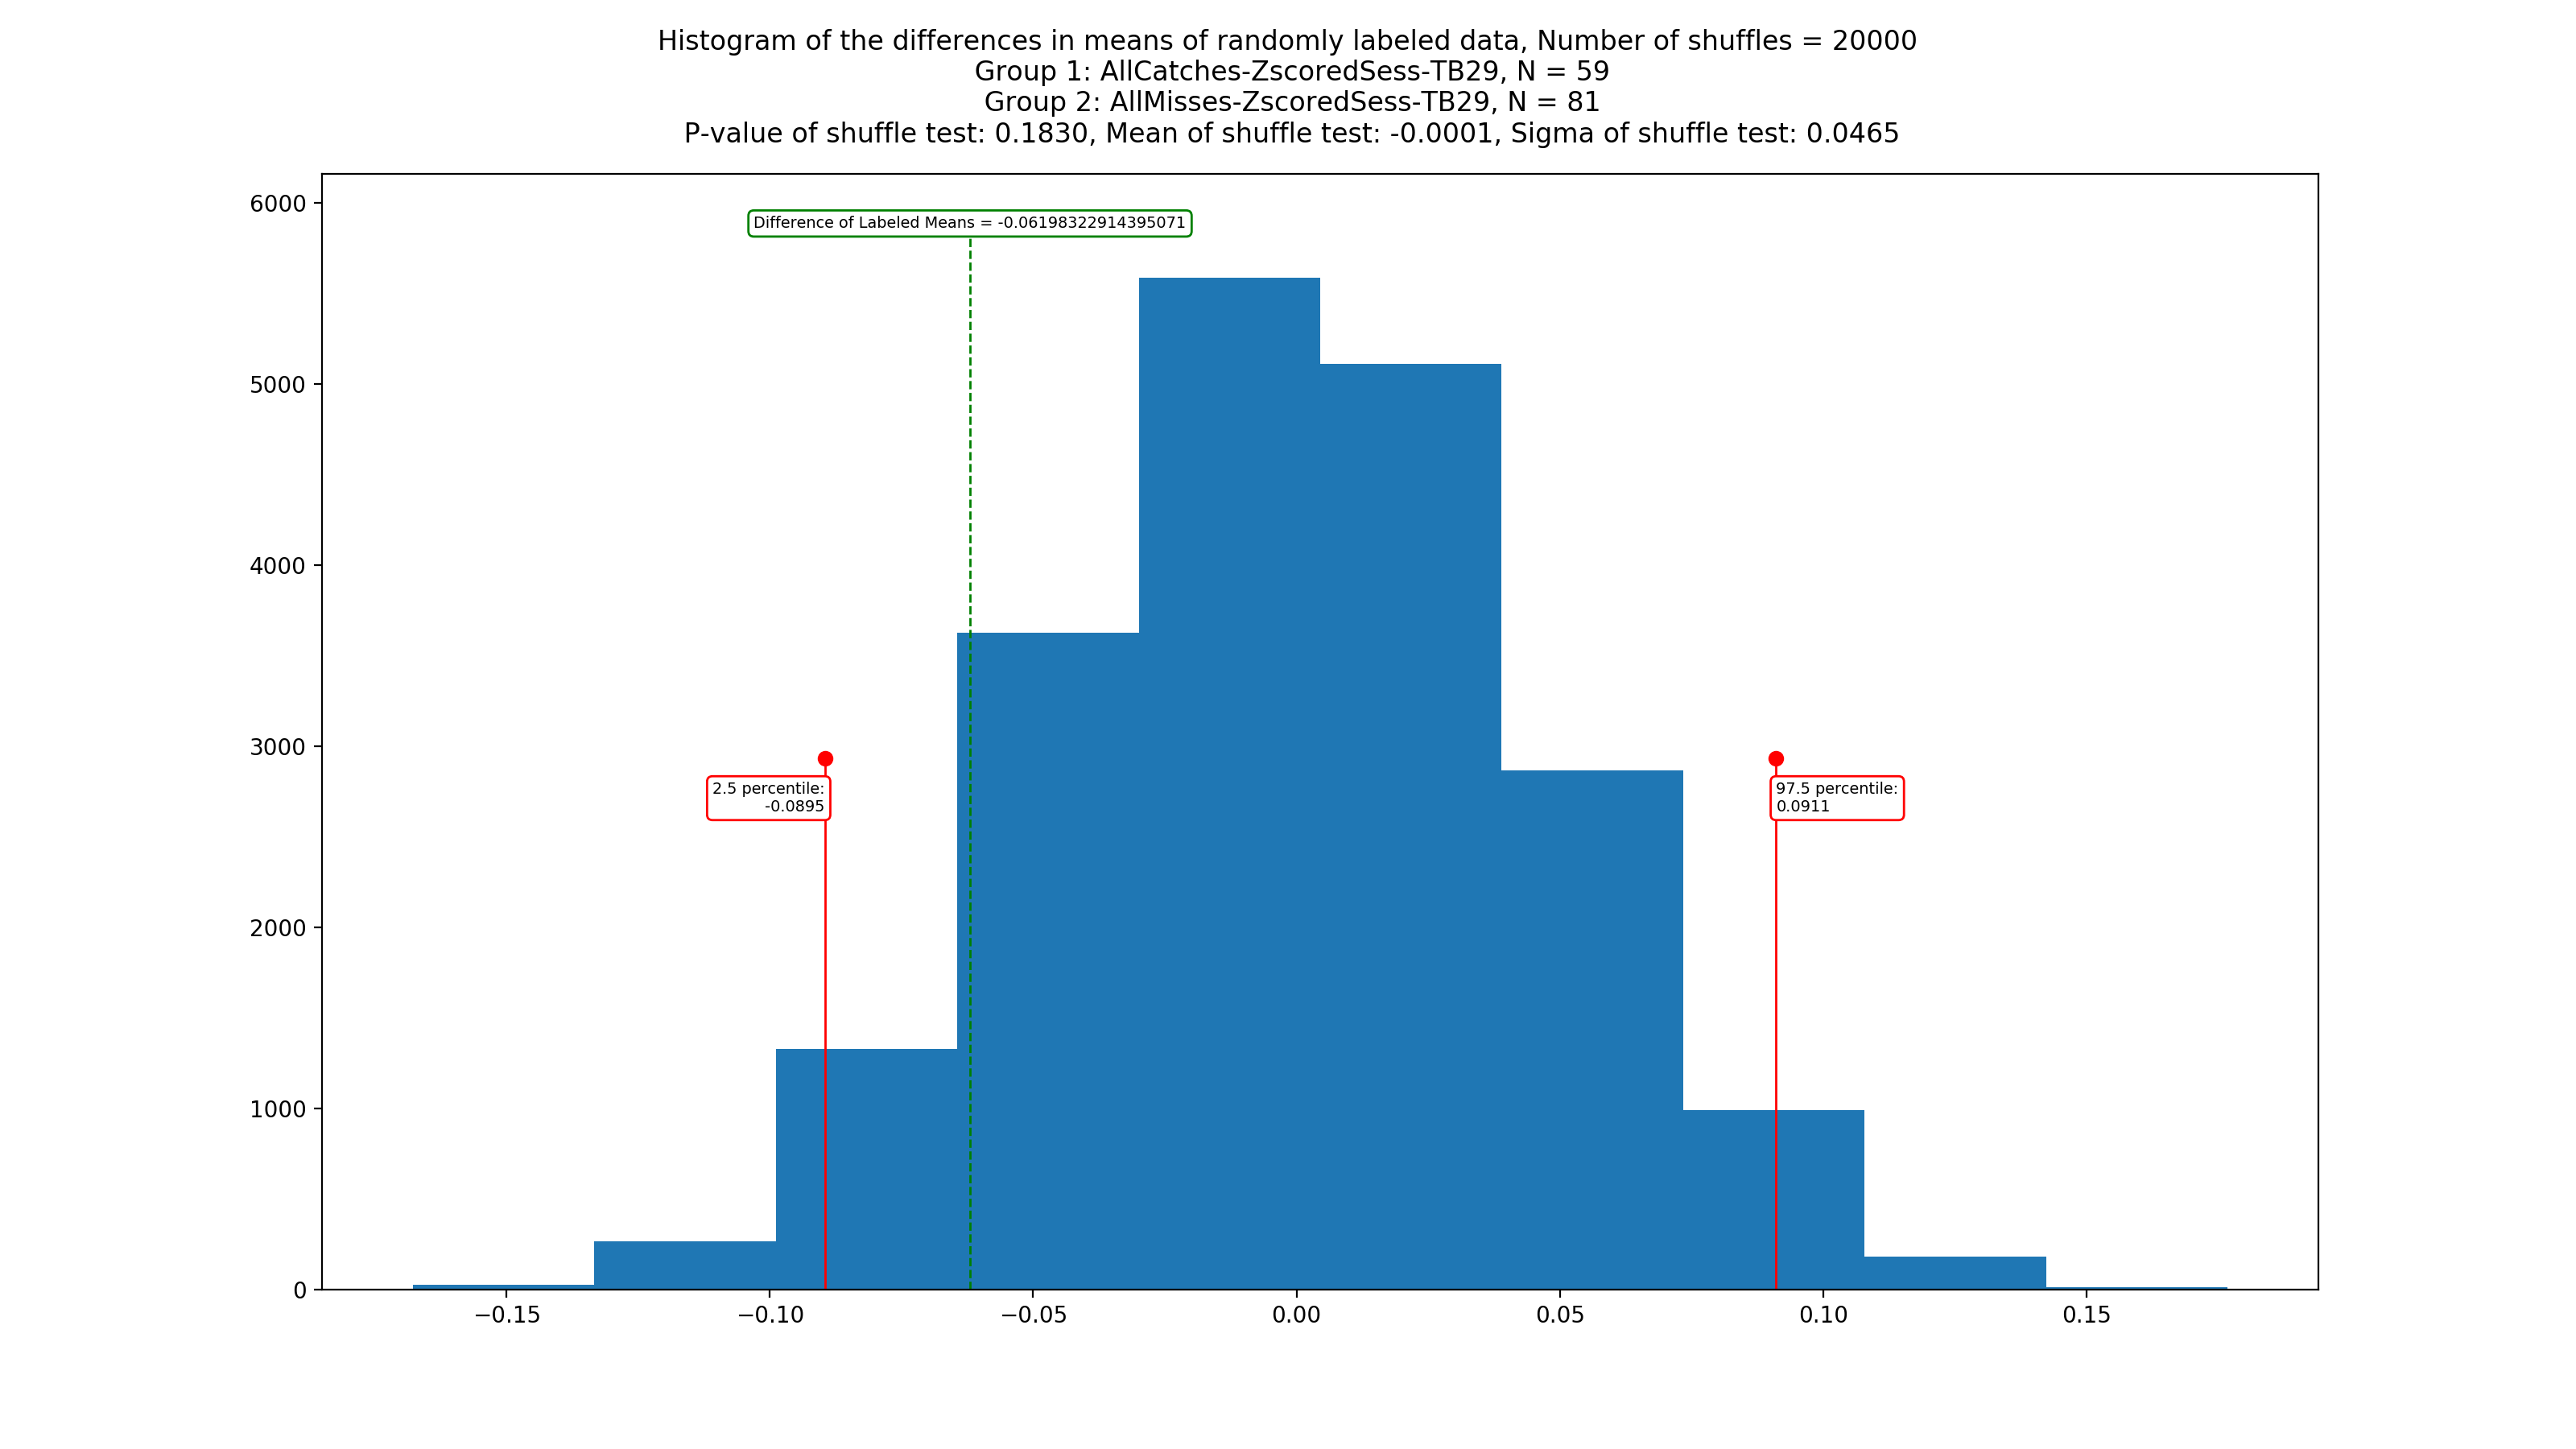 Histogram of the differences in means of randomly labeled data, Number of shuffles = 20000
Group 1: AllCatches-ZscoredSess-TB29, N = 59
Group 2: AllMisses-ZscoredSess-TB29, N = 81
P-value of shuffle test: 0.1830, Mean of shuffle test: -0.0001, Sigma of shuffle test: 0.0465
6000
Difference of Labeled Means = -0.06198322914395071
5000
4000
3000
2.5 percentile:
-0.0895
97.5 percentile:
0.0911
2000
1000
0
−0.15
−0.10
−0.05
0.00
0.05
0.10
0.15